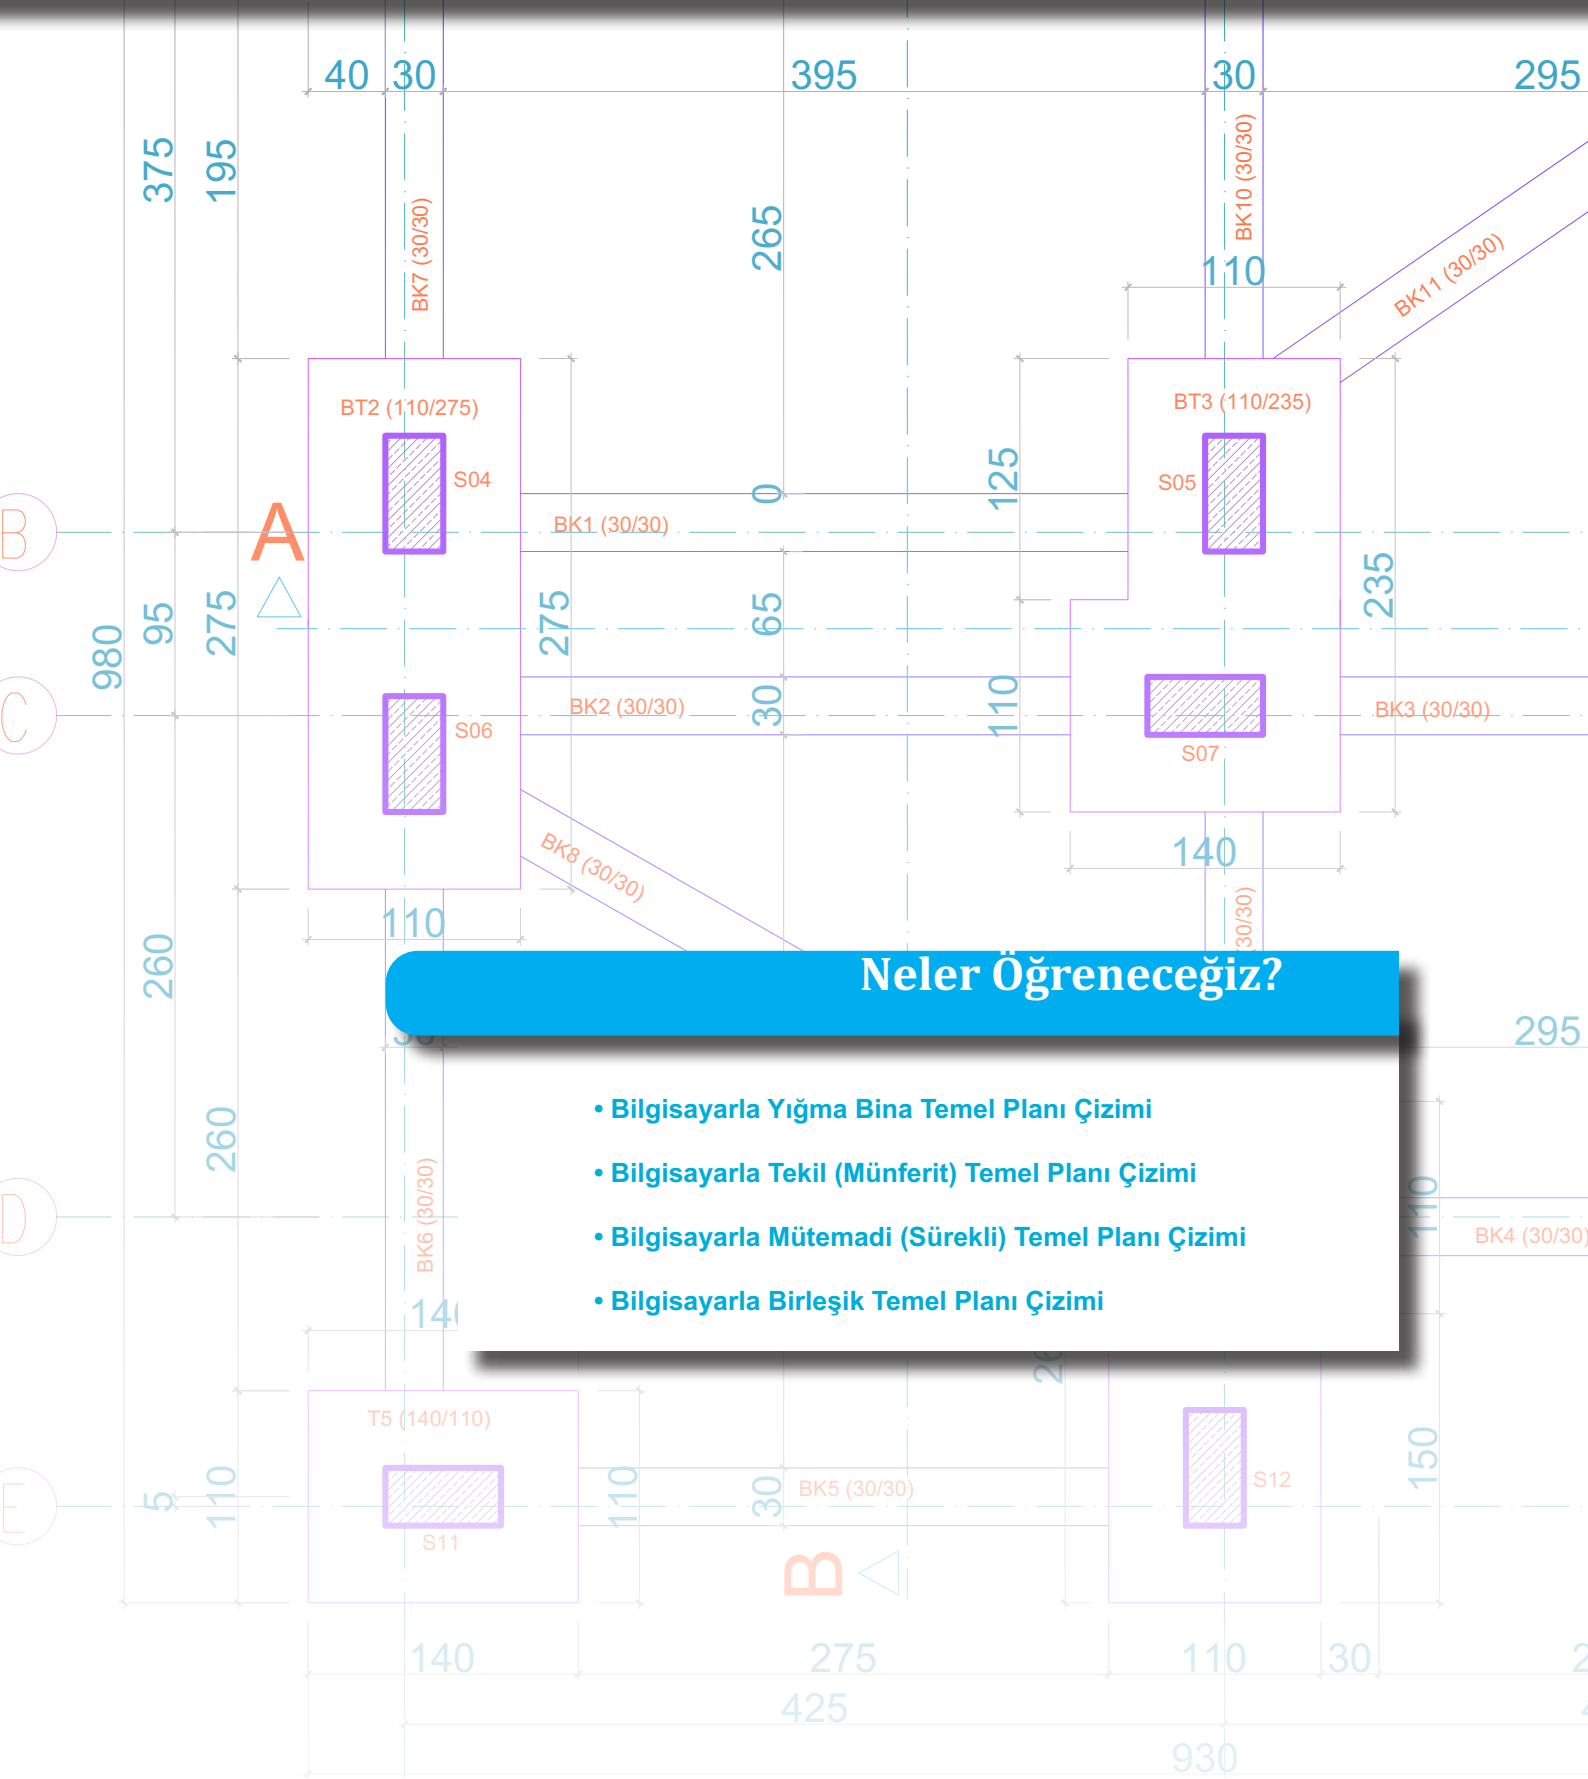 40 30 395 30 295
375
195
BK7 (30/30)
265
BK10 (30/30)
110
BK11 (30/30)
BT2 (110/275)
BT3 (110/235)
S04
S05
125
0
B
A
BK1 (30/30)
235
980
95
275
275
65
C
BK2 (30/30)
30
110
BK3 (30/30)
S06
S07
BK8 (30/30)
140
110
30/30)
260
Neler Öğreneceğiz?
295
• Bilgisayarla Yığma Bina Temel Planı Çizimi
260
• Bilgisayarla Tekil (Münferit) Temel Planı Çizimi
BK6 (30/30)
110
D
• Bilgisayarla Mütemadi (Sürekli) Temel Planı Çizimi
BK4 (30/30)
• Bilgisayarla Birleşik Temel Planı Çizimi
T5 (140/110)
150
E
5
110
110
30
BK5 (30/30)
S12
S11
B
140 275 110 30
425
930